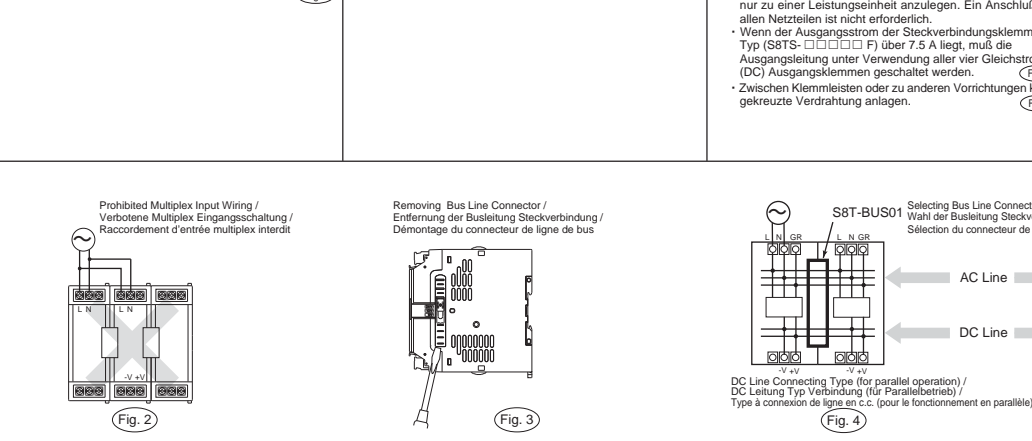 nur zu einer Leistungseinheit anzulegen. Ein
allen Netzteilen ist nicht erforderlich.
・Wenn der Ausgangsstrom der
Typ (S8TS- □□□□□ F) über 7.5 A liegt, muß die
Ausgangsleitung unter Verwendung aller vier
(DC) Ausgangsklemmen geschaltet werden.
・Zwischen Klemmleisten oder zu anderen Vorrichtungen
gekreuzte Verdrahtung anlagen.
Prohibited Multiplex Input Wiring /
Verbotene Multiplex Eingangsschaltung /
Raccordement d'entrée multiplex interdit
L N
L N
-V +V
Fig. 2
Removing Bus Line Connector /
Entfernung der Busleitung Steckverbindung /
Démontage du connecteur de ligne de bus
Fig. 3
S8T-BUS01
Selecting Bus Line
Wahl der Busleitung
Sélection du connecteur de
L N GR
L N GR
AC Line
DC Line
-V +V
-V +V
DC Line Connecting Type (for parallel operation) /
DC Leitung Typ Verbindung (für Parallelbetrieb) /
Type à connexion de ligne en c.c. (pour le fonctionnement en parallèle)
Fig. 4